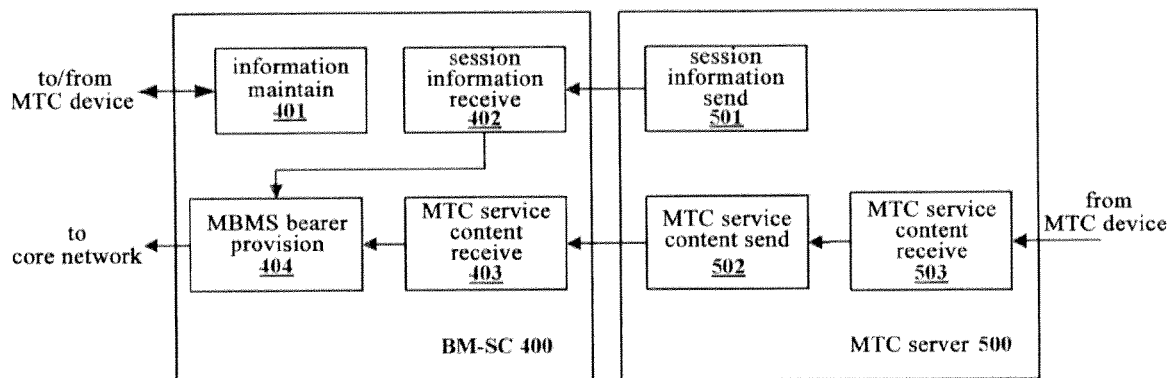 to/from
MTC device
information
maintain
401
session
information
receive
402
session
information
send
501
to
core network
MBMS bearer
provision
404
MTC service
content
receive
403
MTC service
content send
502
MTC service
content
receive
503
from
MTC device
BM-SC 400
MTC server 500